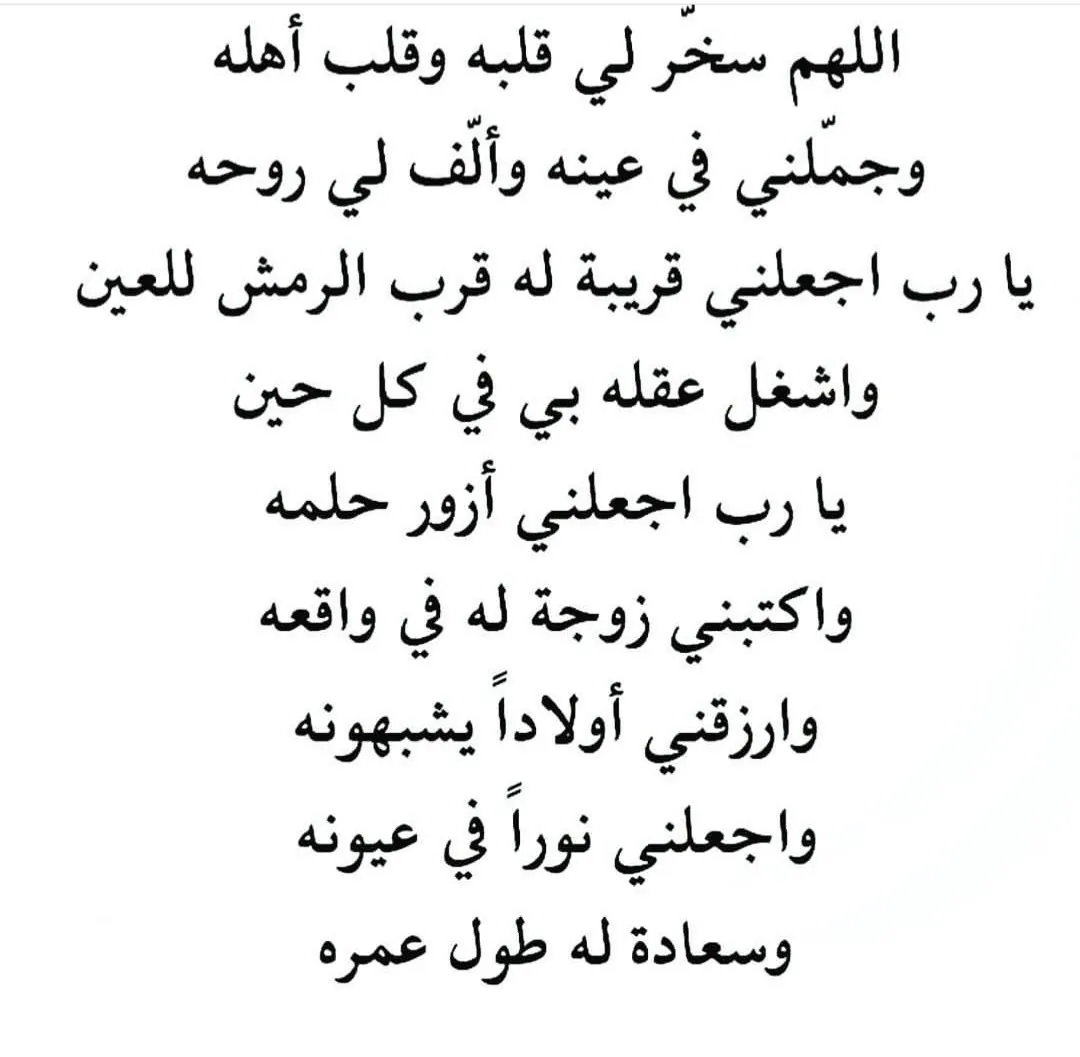 اللهم سخّر لي قلبه وقلب أهله
وجمّلني في عينه وألّف لي روحه
يا رب اجعلني قريبة له قرب الرمش للعين
واشغل عقله بي في كل حين
يا رب اجعلني أزور حلمه
واكتبني زوجة له في واقعه
وارزقني أولاداً يشبهونه
واجعلني نوراً في عيونه
وسعادة له طول عمره